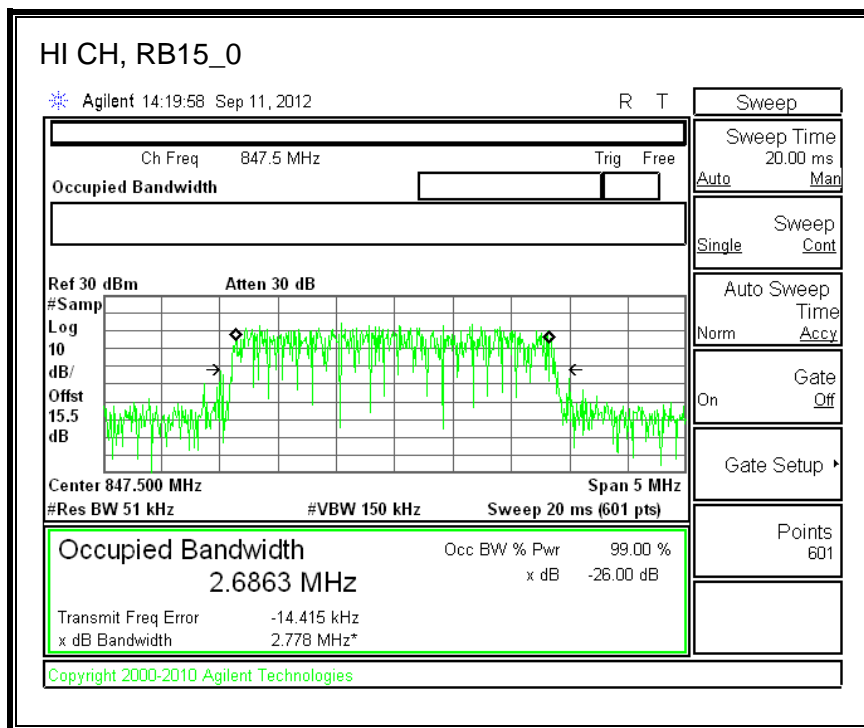 HI CH, RB15_0
Agilent 14:19:58 Sep 11, 2012 R T
Ch Freq 847.5 MHz Trig Free
Occupied Bandwidth
Ref 30 dBm Atten 30 dB
#Samp
Log
10
dB/
Offst
15.5
dB
Center 847.500 MHz Span 5 MHz
#Res BW 51 kHz #VBW 150 kHz Sweep 20 ms (601 pts)
Occupied Bandwidth Occ BW % Pwr 99.00 %
2.6863 MHz x dB -26.00 dB
Transmit Freq Error -14.415 kHz
x dB Bandwidth 2.778 MHz*
Copyright 2000-2010 Agilent Technologies
Sweep
Sweep Time
20.00 ms
Auto Man
Sweep
Single Cont
Auto Sweep
Time
Norm Accy
Gate
On Off
Gate Setup
Points
601